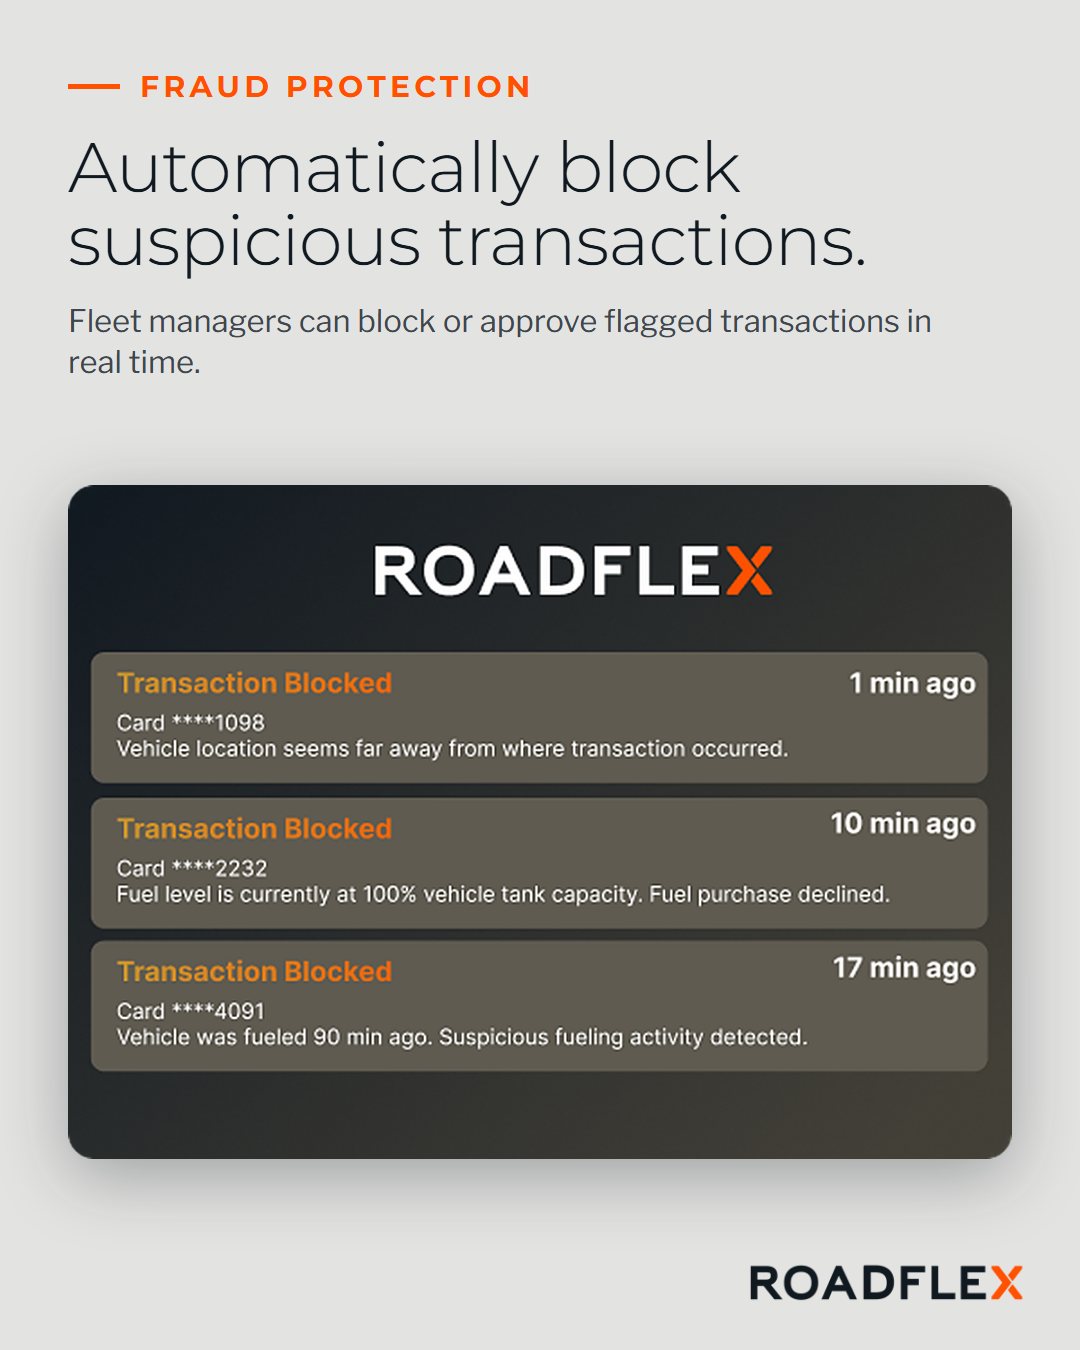 FRAUD PROTECTION
Automatically block
suspicious transactions.
Fleet managers can block or approve flagged transactions in
real time.
ROADFLEX
Transaction Blocked
1 min ago
Card ****1098
Vehicle location seems far away from where transaction occurred.
Transaction Blocked
10 min ago
Card ****2232
Fuel level is currently at 100% vehicle tank capacity. Fuel purchase declined.
Transaction Blocked
17 min ago
Card ****4091
Vehicle was fueled 90 min ago. Suspicious fueling activity detected.
ROADFLEX